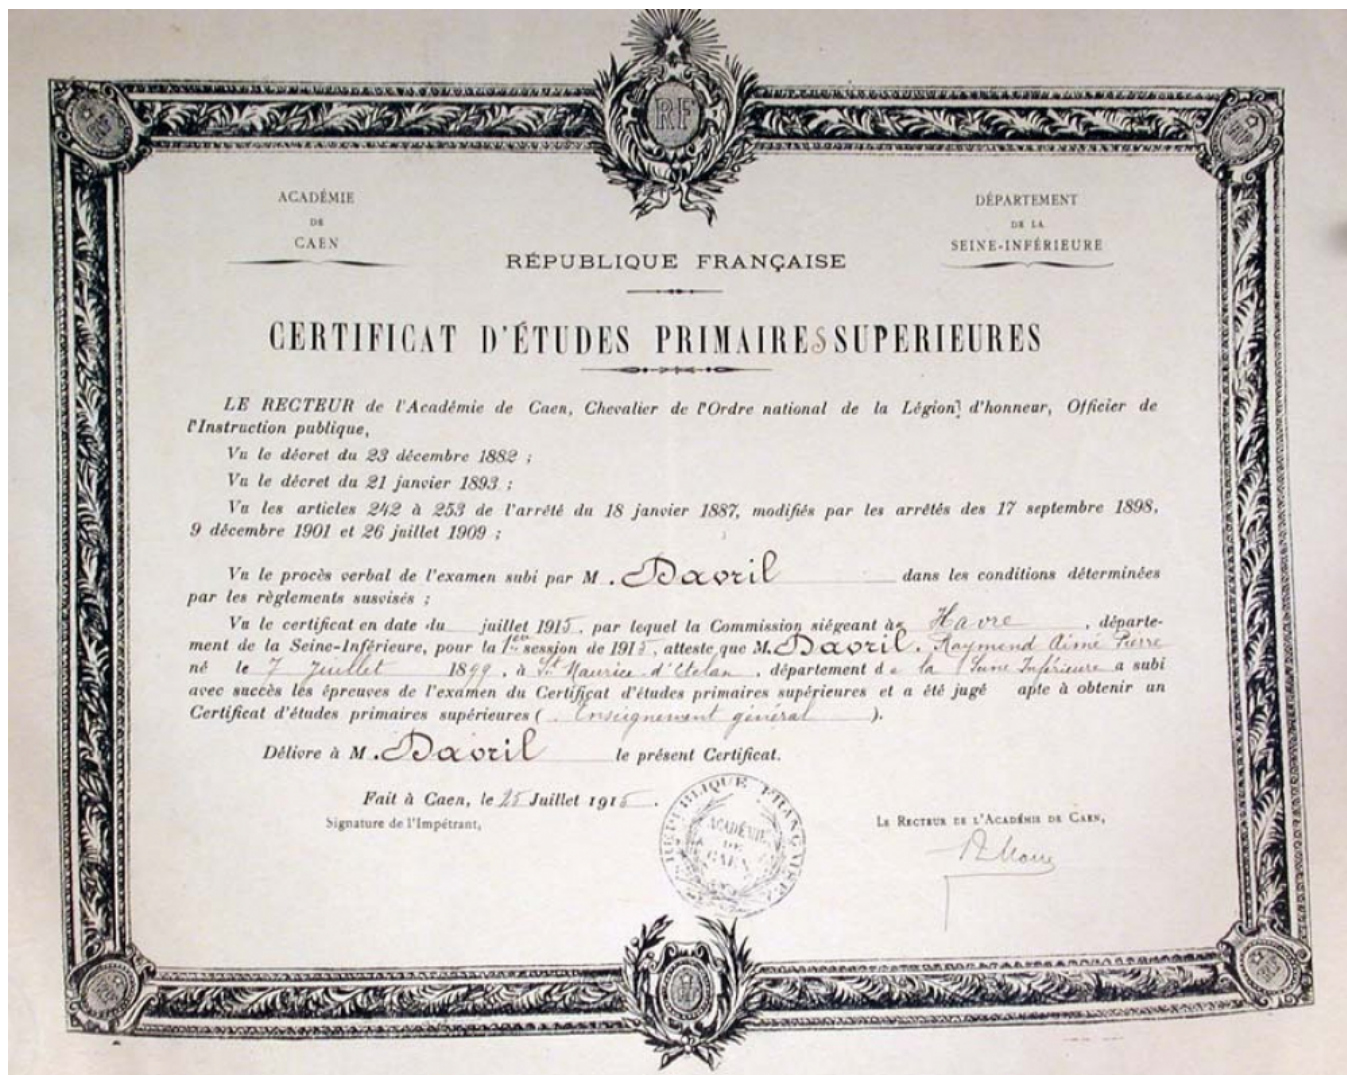 RF
ACADÉMIE
DE
CAEN
DÉPARTEMENT
DE LA
SEINE-INFÉRIEURE
RÉPUBLIQUE FRANÇAISE
CERTIFICAT D'ÉTUDES PRIMAIRES SUPERIEURES
LE RECTEUR de l'Académie de Caen, Chevalier de l'Ordre national de la Légion d'honneur, Officier de
l'Instruction publique,
Vu le décret du 23 décembre 1882 ;
Vu le décret du 21 janvier 1893 ;
Vu les articles 242 à 253 de l'arrêté du 18 janvier 1887, modifiés par les arrêtés des 17 septembre 1898,
9 décembre 1901 et 26 juillet 1909 ;
Vu le procès verbal de l'examen subi par M. Davril dans les conditions déterminées
par les règlements susvisés ;
Vu le certificat en date du juillet 1915, par lequel la Commission siégeant à Havre, départe-
ment de la Seine-Inférieure, pour la 1ère session de 1915, atteste que M. Davril, Raymond Aimé Pierre
né le 7 Juillet 1899, à St Maurice d'Etelan, département de la Seine Inférieure a subi
avec succès les épreuves de l'examen du Certificat d'études primaires supérieures et a été jugé apte à obtenir un
Certificat d'études primaires supérieures (Enseignement général).
Délivre à M. Davril le présent Certificat.
Fait à Caen, le 25 Juillet 1915.
Signature de l'Impétrant,
RÉPUBLIQUE FRANÇAISE
ACADÉMIE
DE
CAEN
LE RECTEUR DE L'ACADÉMIE DE CAEN,